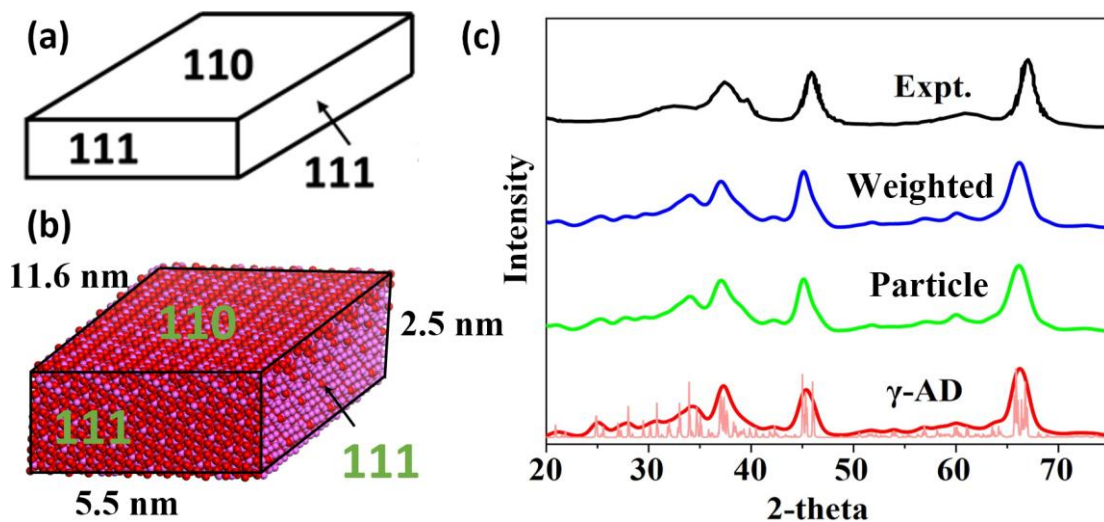 (a)
110
111
111
(b)
11.6 nm
110
2.5 nm
111
111
5.5 nm
(c)
Expt.
Weighted
Particle
γ-AD
Intensity
20 30 40 50 60 70
2-theta